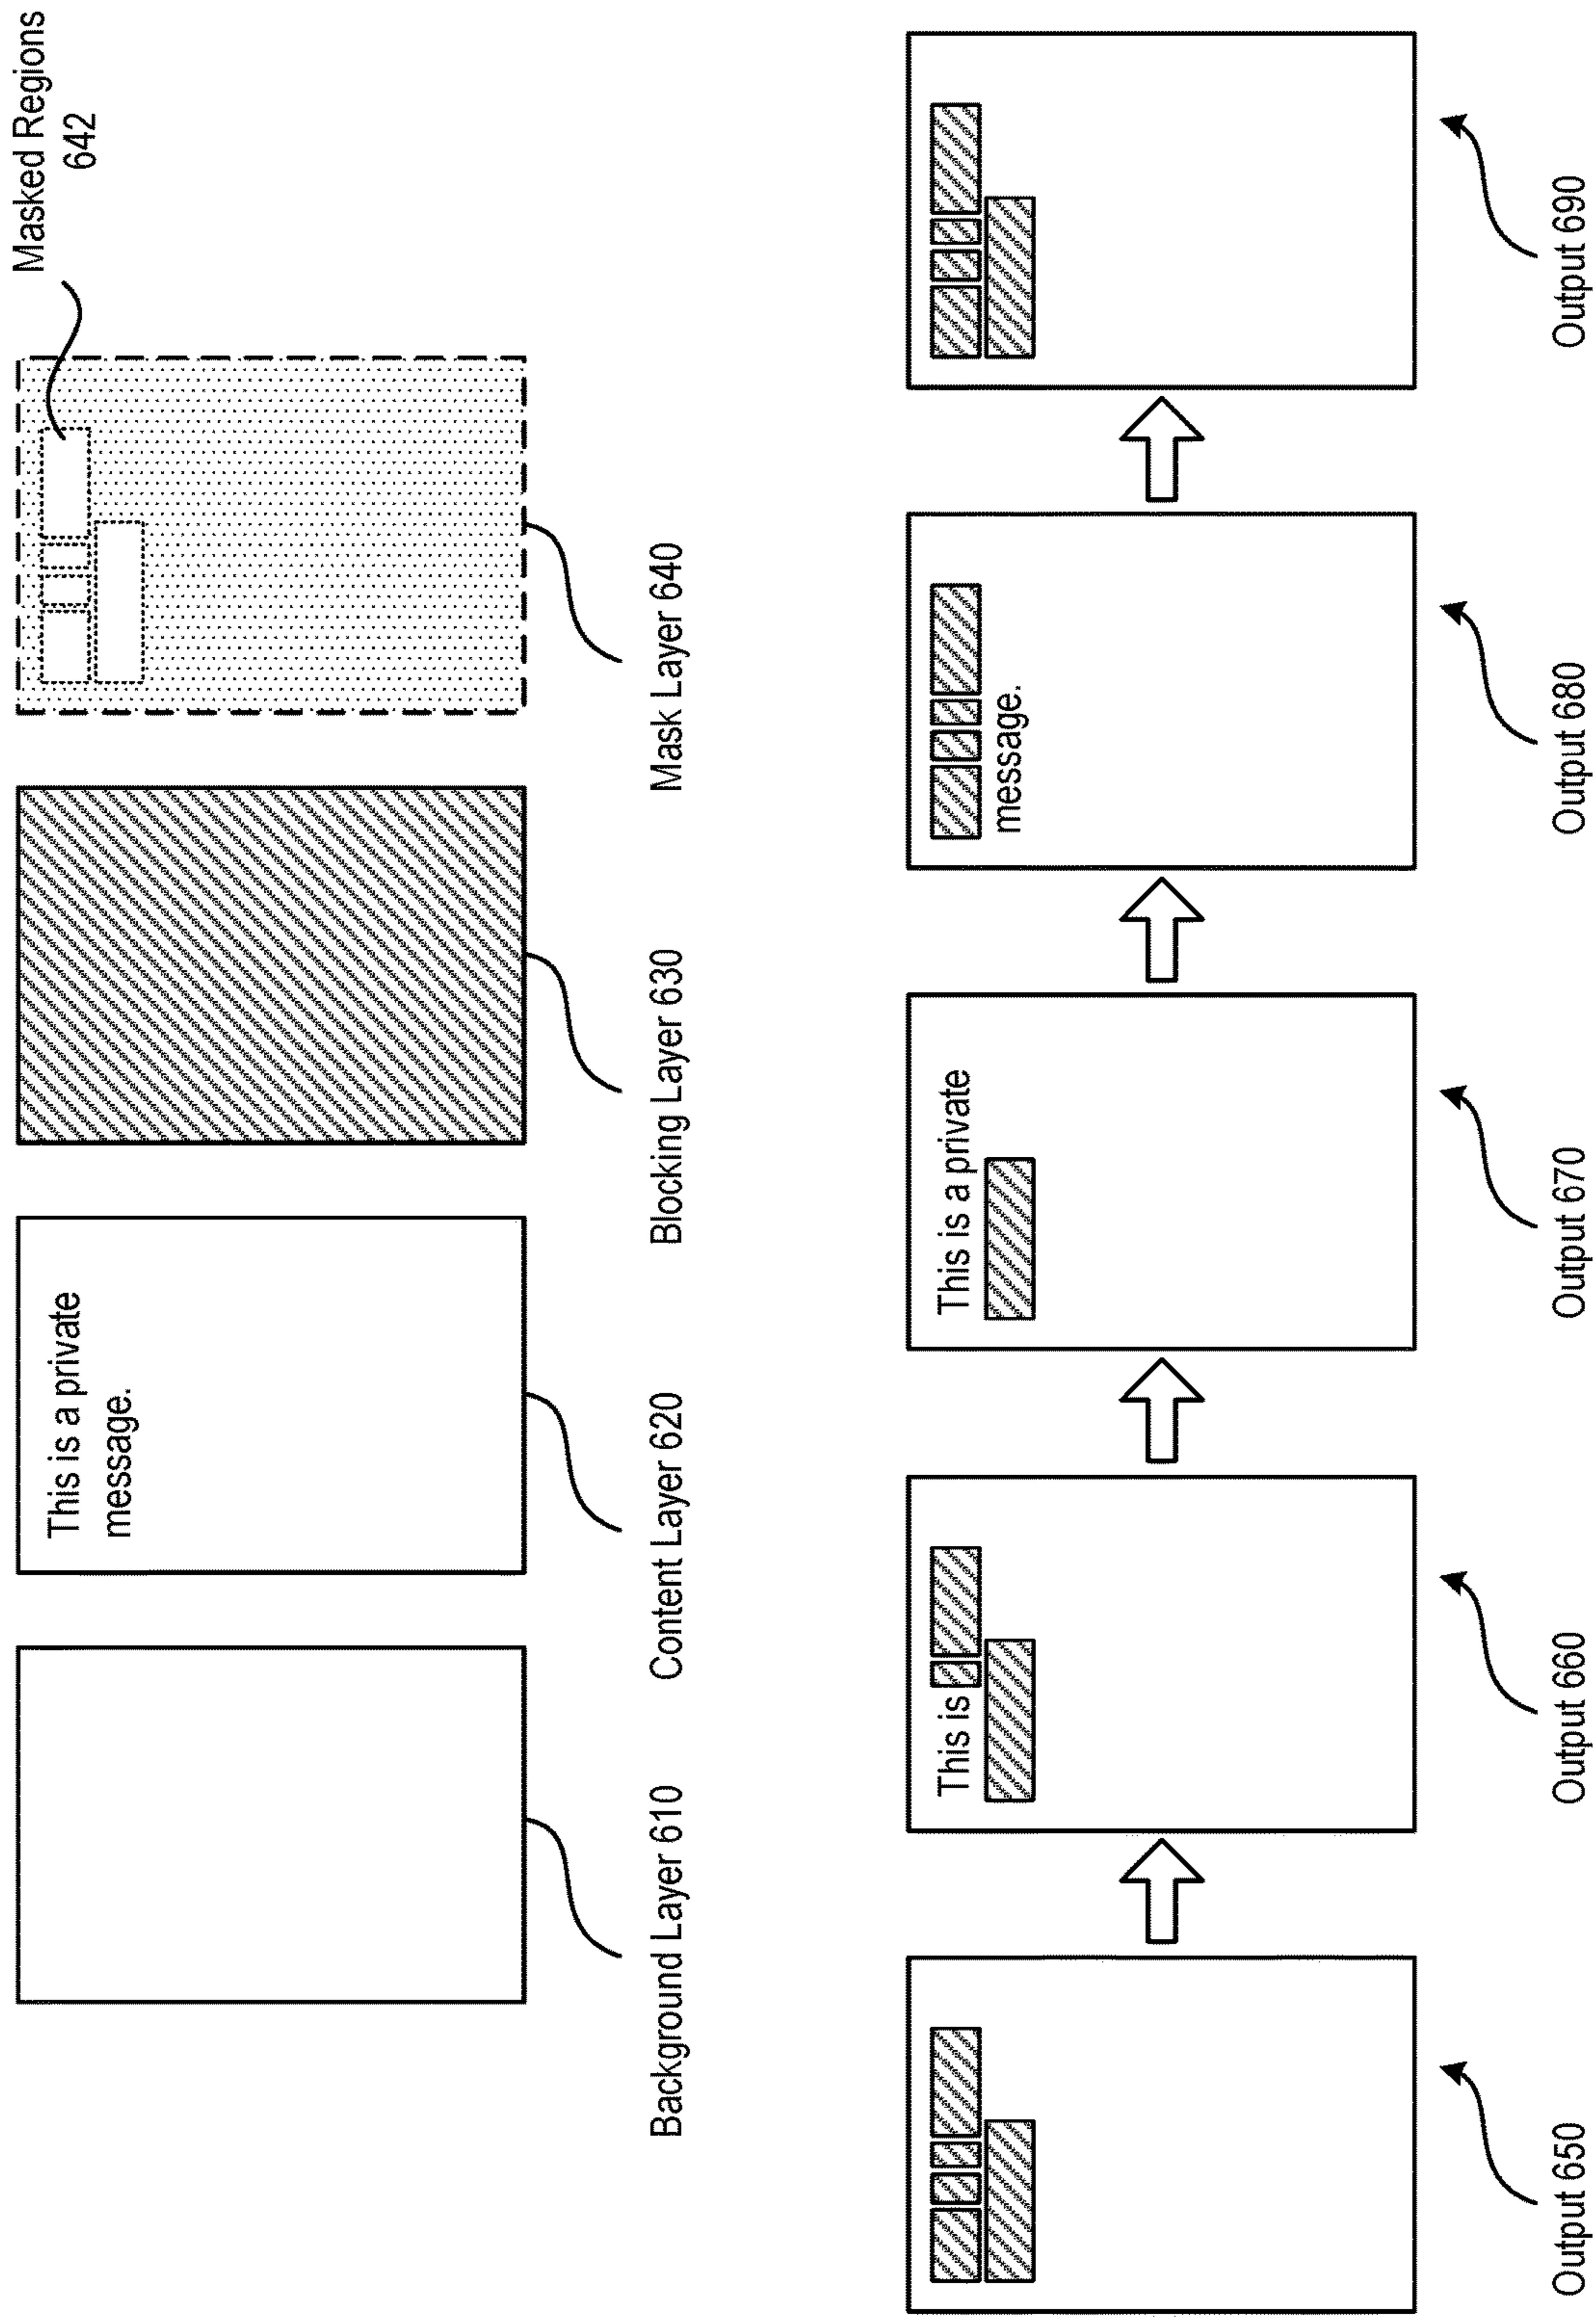 This is a private
message.
Masked Regions
642
Background Layer 610
Content Layer 620
Blocking Layer 630
Mask Layer 640
This is
This is a private
message.
Output 650
Output 660
Output 670
Output 680
Output 690